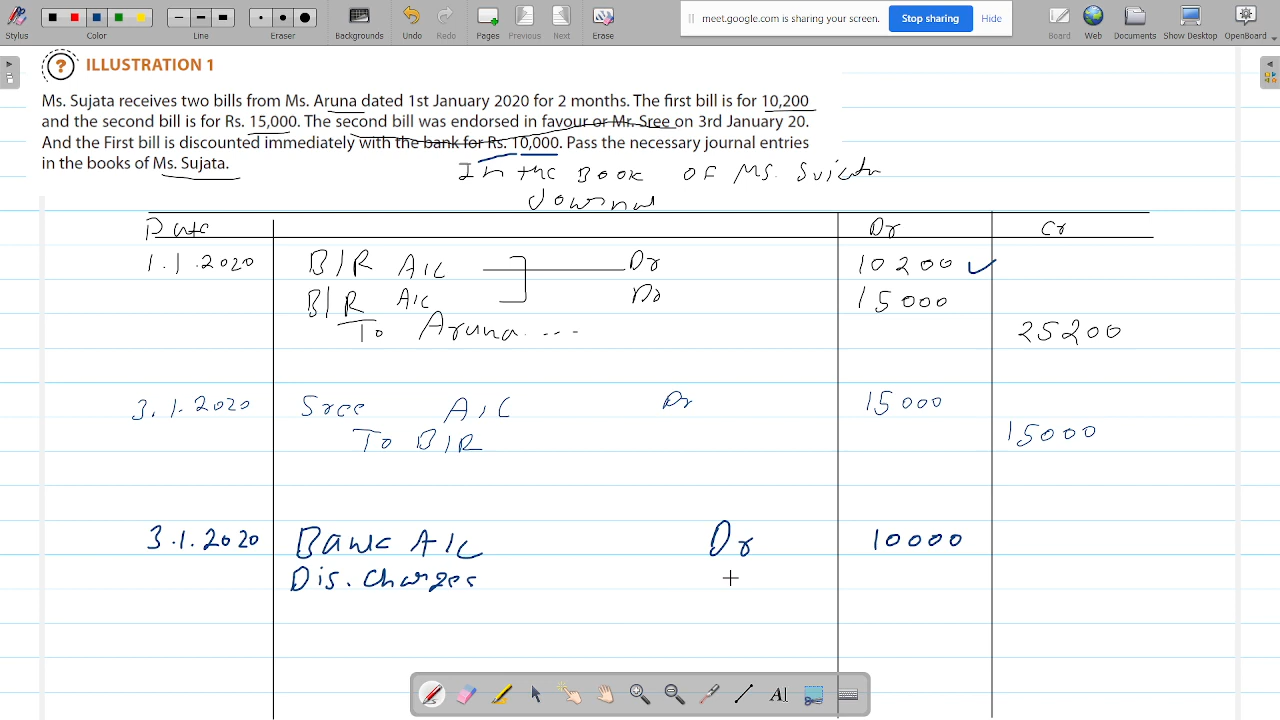 meet.google.com is sharing your screen. Stop sharing Hide
Stylus Color Line Eraser Backgrounds Undo Redo Pages Previous Next Erase Board Web Documents Show Desktop OpenBoard
? ILLUSTRATION 1
Ms. Sujata receives two bills from Ms. Aruna dated 1st January 2020 for 2 months. The first bill is for 10,200
and the second bill is for Rs. 15,000. The second bill was endorsed in favour or Mr. Sree on 3rd January 20.
And the First bill is discounted immediately with the bank for Rs. 10,000. Pass the necessary journal entries
in the books of Ms. Sujata.
In the Book OF Ms. Sujata
Journal
Date Dr Cr
1.1.2020 B/R A/C Dr 10200
B/R A/C Dr 15000
To Aruna.... 25200
3.1.2020 Sree A/C Dr 15000
To B/R 15000
3.1.2020 Bank A/C Dr 10000
Dis. Charges
AI